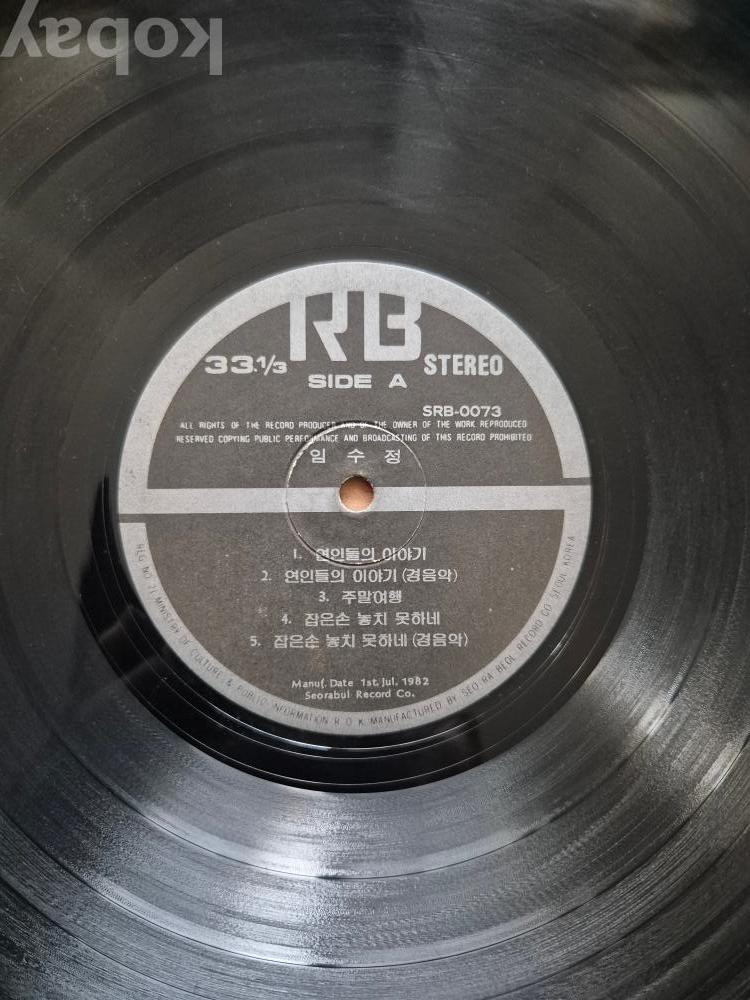 kobay
RB
33.1/3
STEREO
SIDE A
SRB-0073
ALL RIGHTS OF THE RECORD PRODUCED AND OF THE OWNER OF THE WORK REPRODUCED
RESERVED COPYING PUBLIC PERFORMANCE AND BROADCASTING OF THIS RECORD PROHIBITED
임 수 정
1. 연인들의 이야기
2. 연인들의 이야기 (경음악)
3. 주말여행
4. 잡은손 놓치 못하네
5. 잡은손 놓치 못하네 (경음악)
Manuf. Date 1st. Jul. 1982
Seorabul Record Co.
REG NO 21 MINISTRY OF CULTURE & PUBLIC INFORMATION R O K MANUFACTURED BY SEO RA BEOL RECORD CO SEOUL KOREA